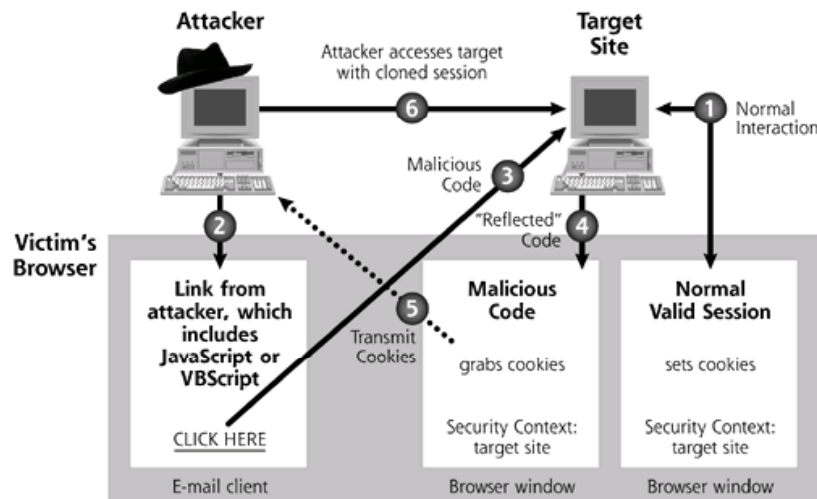 Attacker
Target
Site
Attacker accesses target
with cloned session
6
1
Normal
Interaction
Malicious
Code
3
2
"Reflected"
Code
4
Victim's
Browser
Link from
attacker, which
includes
JavaScript or
VBScript
CLICK HERE
E-mail client
5
Transmit
Cookies
Malicious
Code
grabs cookies
Security Context:
target site
Browser window
Normal
Valid Session
sets cookies
Security Context:
target site
Browser window